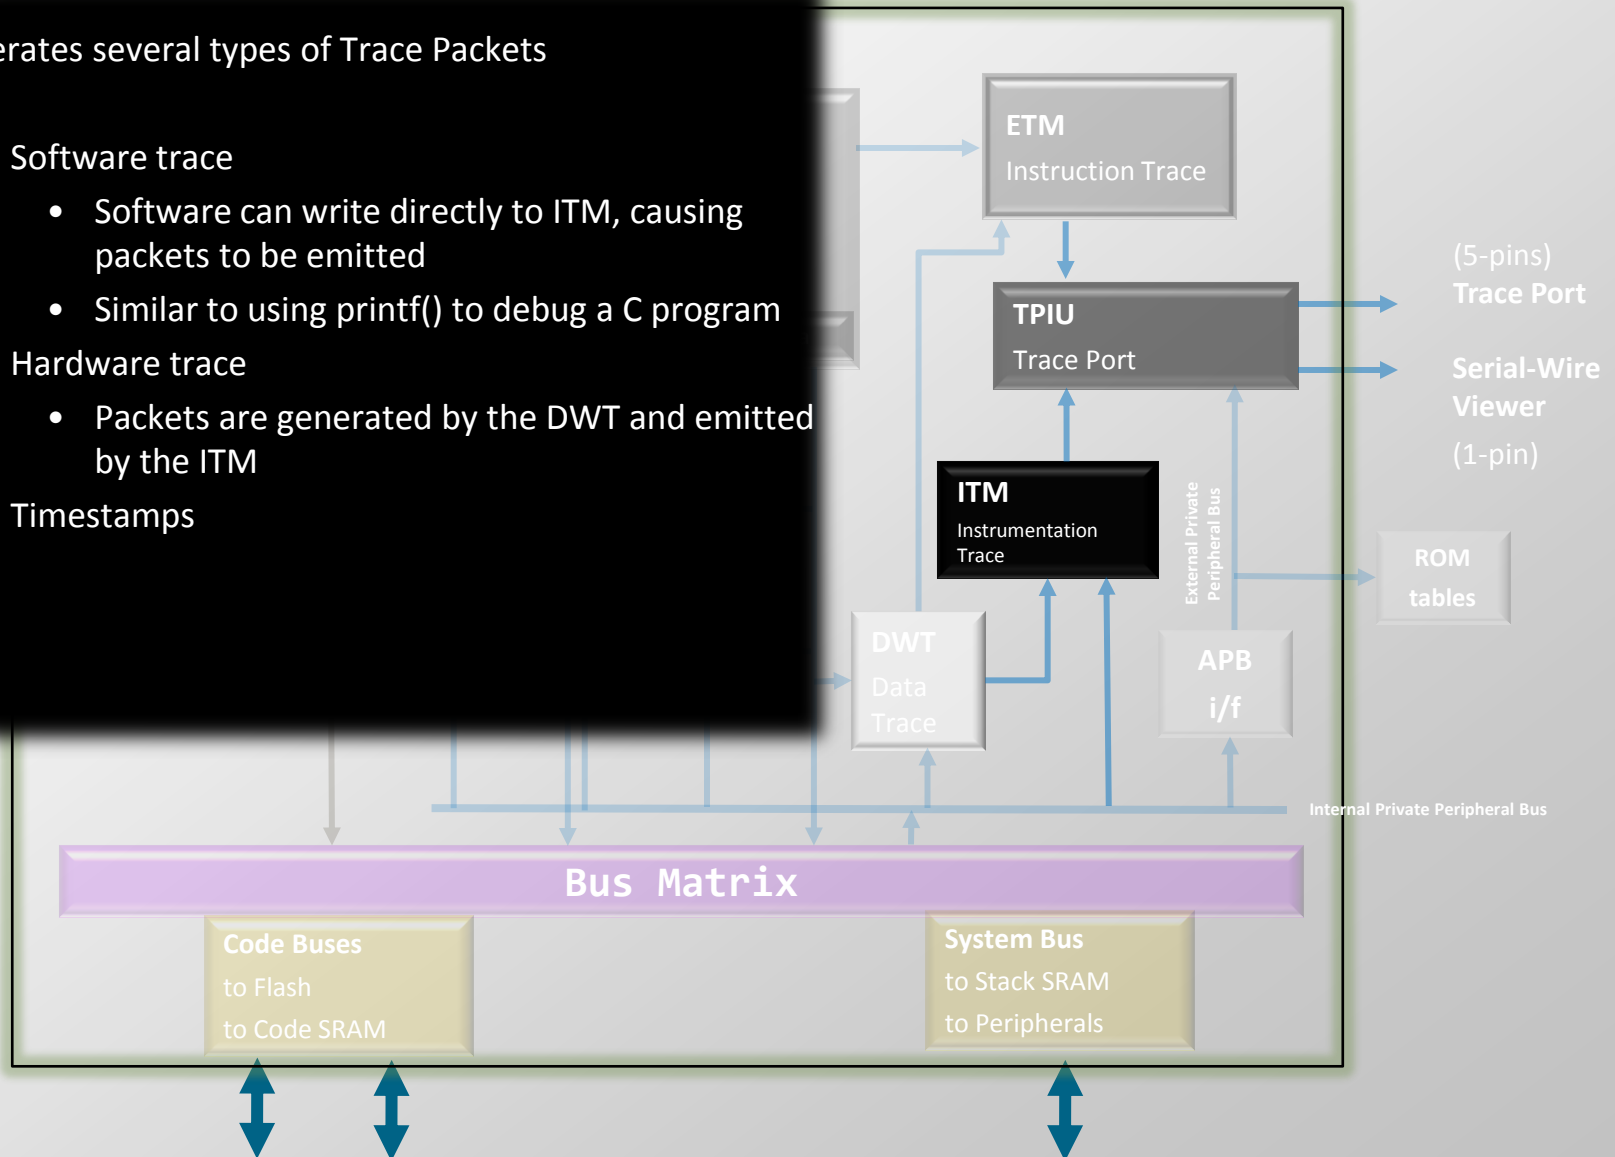 erates several types of Trace Packets
Software trace
• Software can write directly to ITM, causing
packets to be emitted
• Similar to using printf() to debug a C program
Hardware trace
• Packets are generated by the DWT and emitted
by the ITM
Timestamps
ETM
Instruction Trace
TPIU
Trace Port
(5-pins)
Trace Port
Serial-Wire
Viewer
(1-pin)
ITM
Instrumentation
Trace
External Private
Peripheral Bus
ROM
tables
DWT
Data
Trace
APB
i/f
Internal Private Peripheral Bus
Bus Matrix
Code Buses
to Flash
to Code SRAM
System Bus
to Stack SRAM
to Peripherals